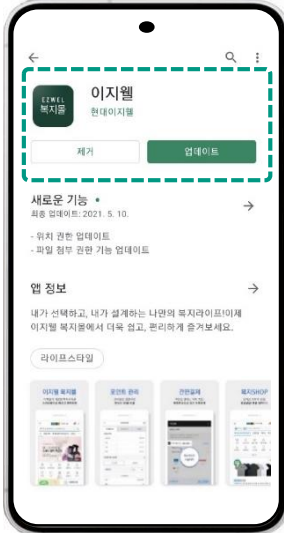 EZWEL
복지몰
이지웰
현대이지웰
제거
업데이트
새로운 기능 •
최종 업데이트: 2021. 5. 10.
- 위치 권한 업데이트
- 파일 첨부 권한 기능 업데이트
앱 정보
내가 선택하고, 내가 설계하는 나만의 복지라이프!이제
이지웰 복지몰에서 더욱 쉽고, 편리하게 즐겨보세요.
라이프스타일
이지웰 복지몰
포인트 관리
간편결제
복지SHOP